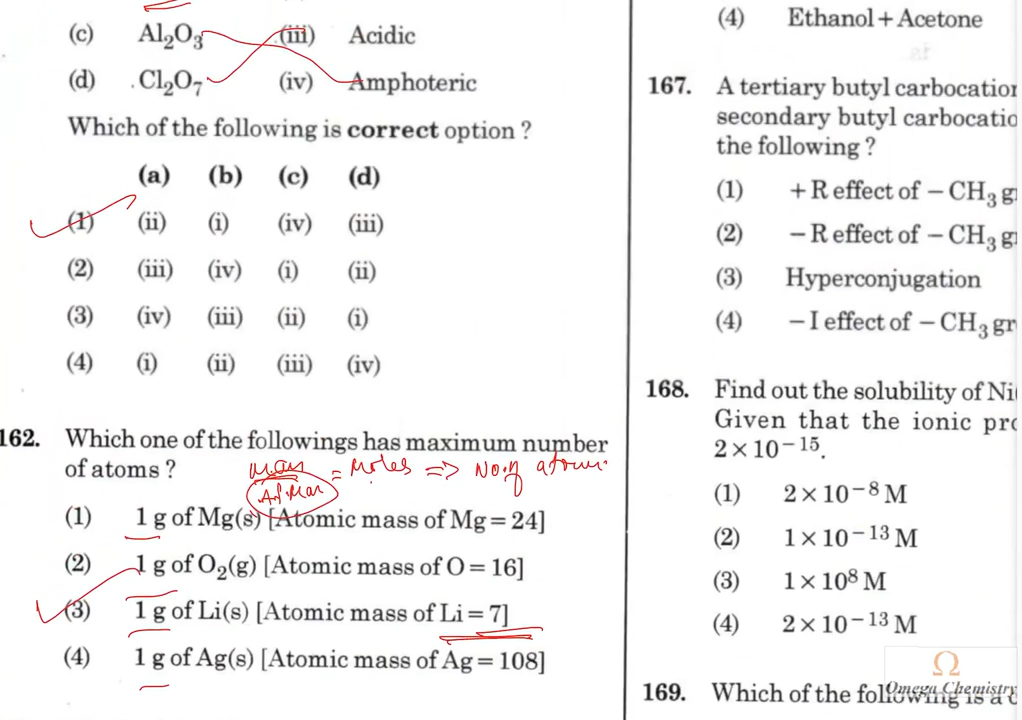 (c) Al₂O₃ (iii) Acidic
(d) .Cl₂O₇ (iv) Amphoteric
Which of the following is correct option ?
(a) (b) (c) (d)
(1) (ii) (i) (iv) (iii)
(2) (iii) (iv) (i) (ii)
(3) (iv) (iii) (ii) (i)
(4) (i) (ii) (iii) (iv)
162. Which one of the followings has maximum number
of atoms ?
Mass = Moles => No. of atoms
At. Mass
(1) 1 g of Mg(s) [Atomic mass of Mg = 24]
(2) 1 g of O₂(g) [Atomic mass of O = 16]
(3) 1 g of Li(s) [Atomic mass of Li = 7]
(4) 1 g of Ag(s) [Atomic mass of Ag = 108]
(4) Ethanol + Acetone
167. A tertiary butyl
secondary butyl
the following ?
(1) + R effect of – CH₃
(2) – R effect of – CH₃
(3) Hyperconjugation
(4) – I effect of – CH₃
168. Find out the solubility of
Given that the ionic
2 × 10⁻¹⁵.
(1) 2 × 10⁻⁸ M
(2) 1 × 10⁻¹³ M
(3) 1 × 10⁸ M
(4) 2 × 10⁻¹³ M
Ω
Omega Chemistry
169. Which of the following is a